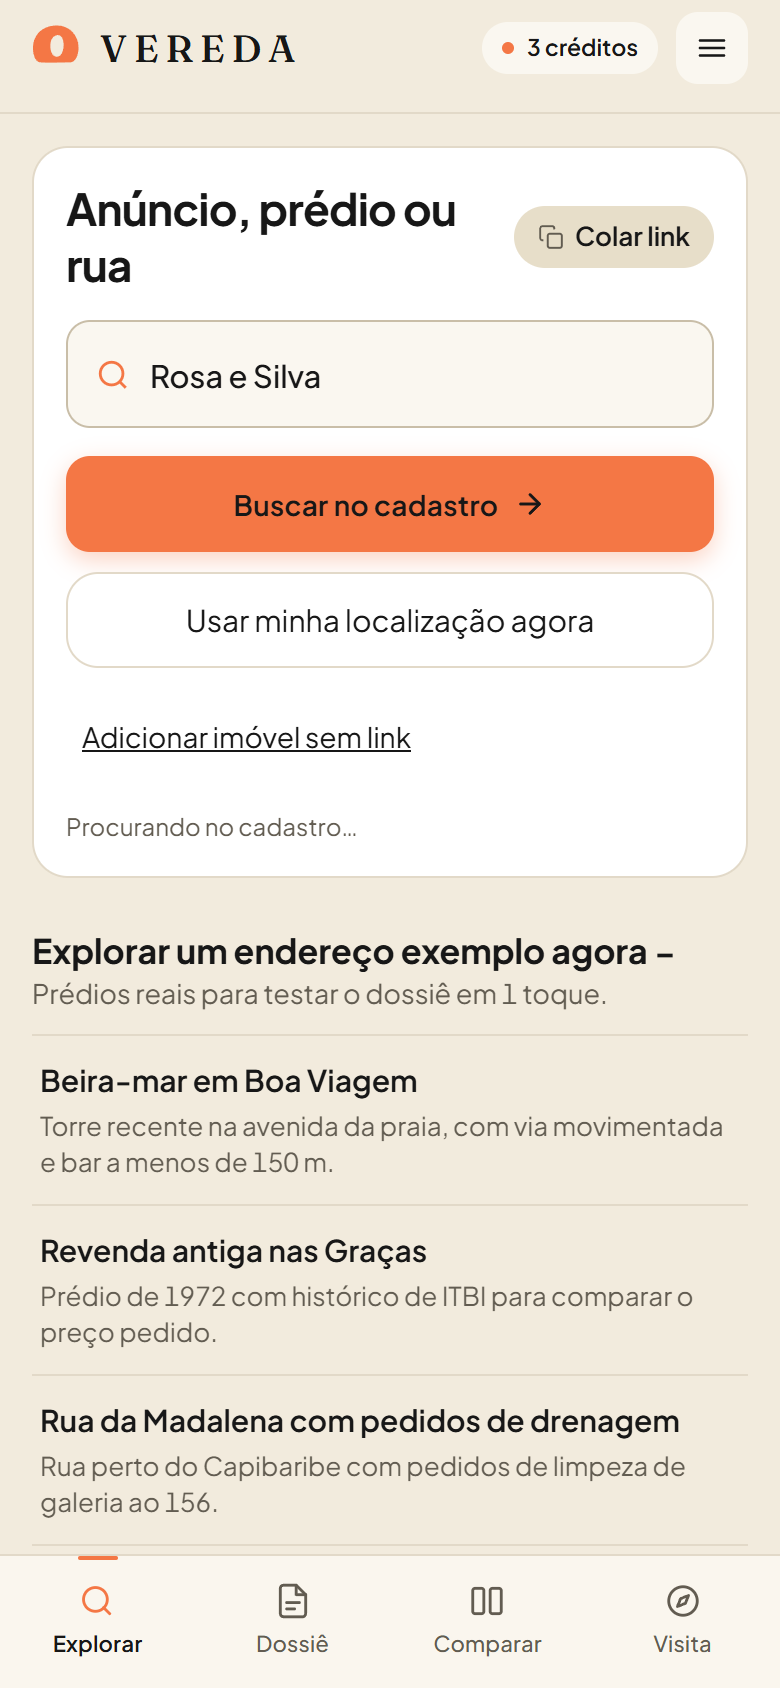 VEREDA
3 créditos
Anúncio, prédio ou
rua
Colar link
Rosa e Silva
Buscar no cadastro
Usar minha localização agora
Adicionar imóvel sem link
Procurando no cadastro…
Explorar um endereço exemplo agora –
Prédios reais para testar o dossiê em 1 toque.
Beira-mar em Boa Viagem
Torre recente na avenida da praia, com via movimentada
e bar a menos de 150 m.
Revenda antiga nas Graças
Prédio de 1972 com histórico de ITBI para comparar o
preço pedido.
Rua da Madalena com pedidos de drenagem
Rua perto do Capibaribe com pedidos de limpeza de
galeria ao 156.
Explorar
Dossiê
Comparar
Visita